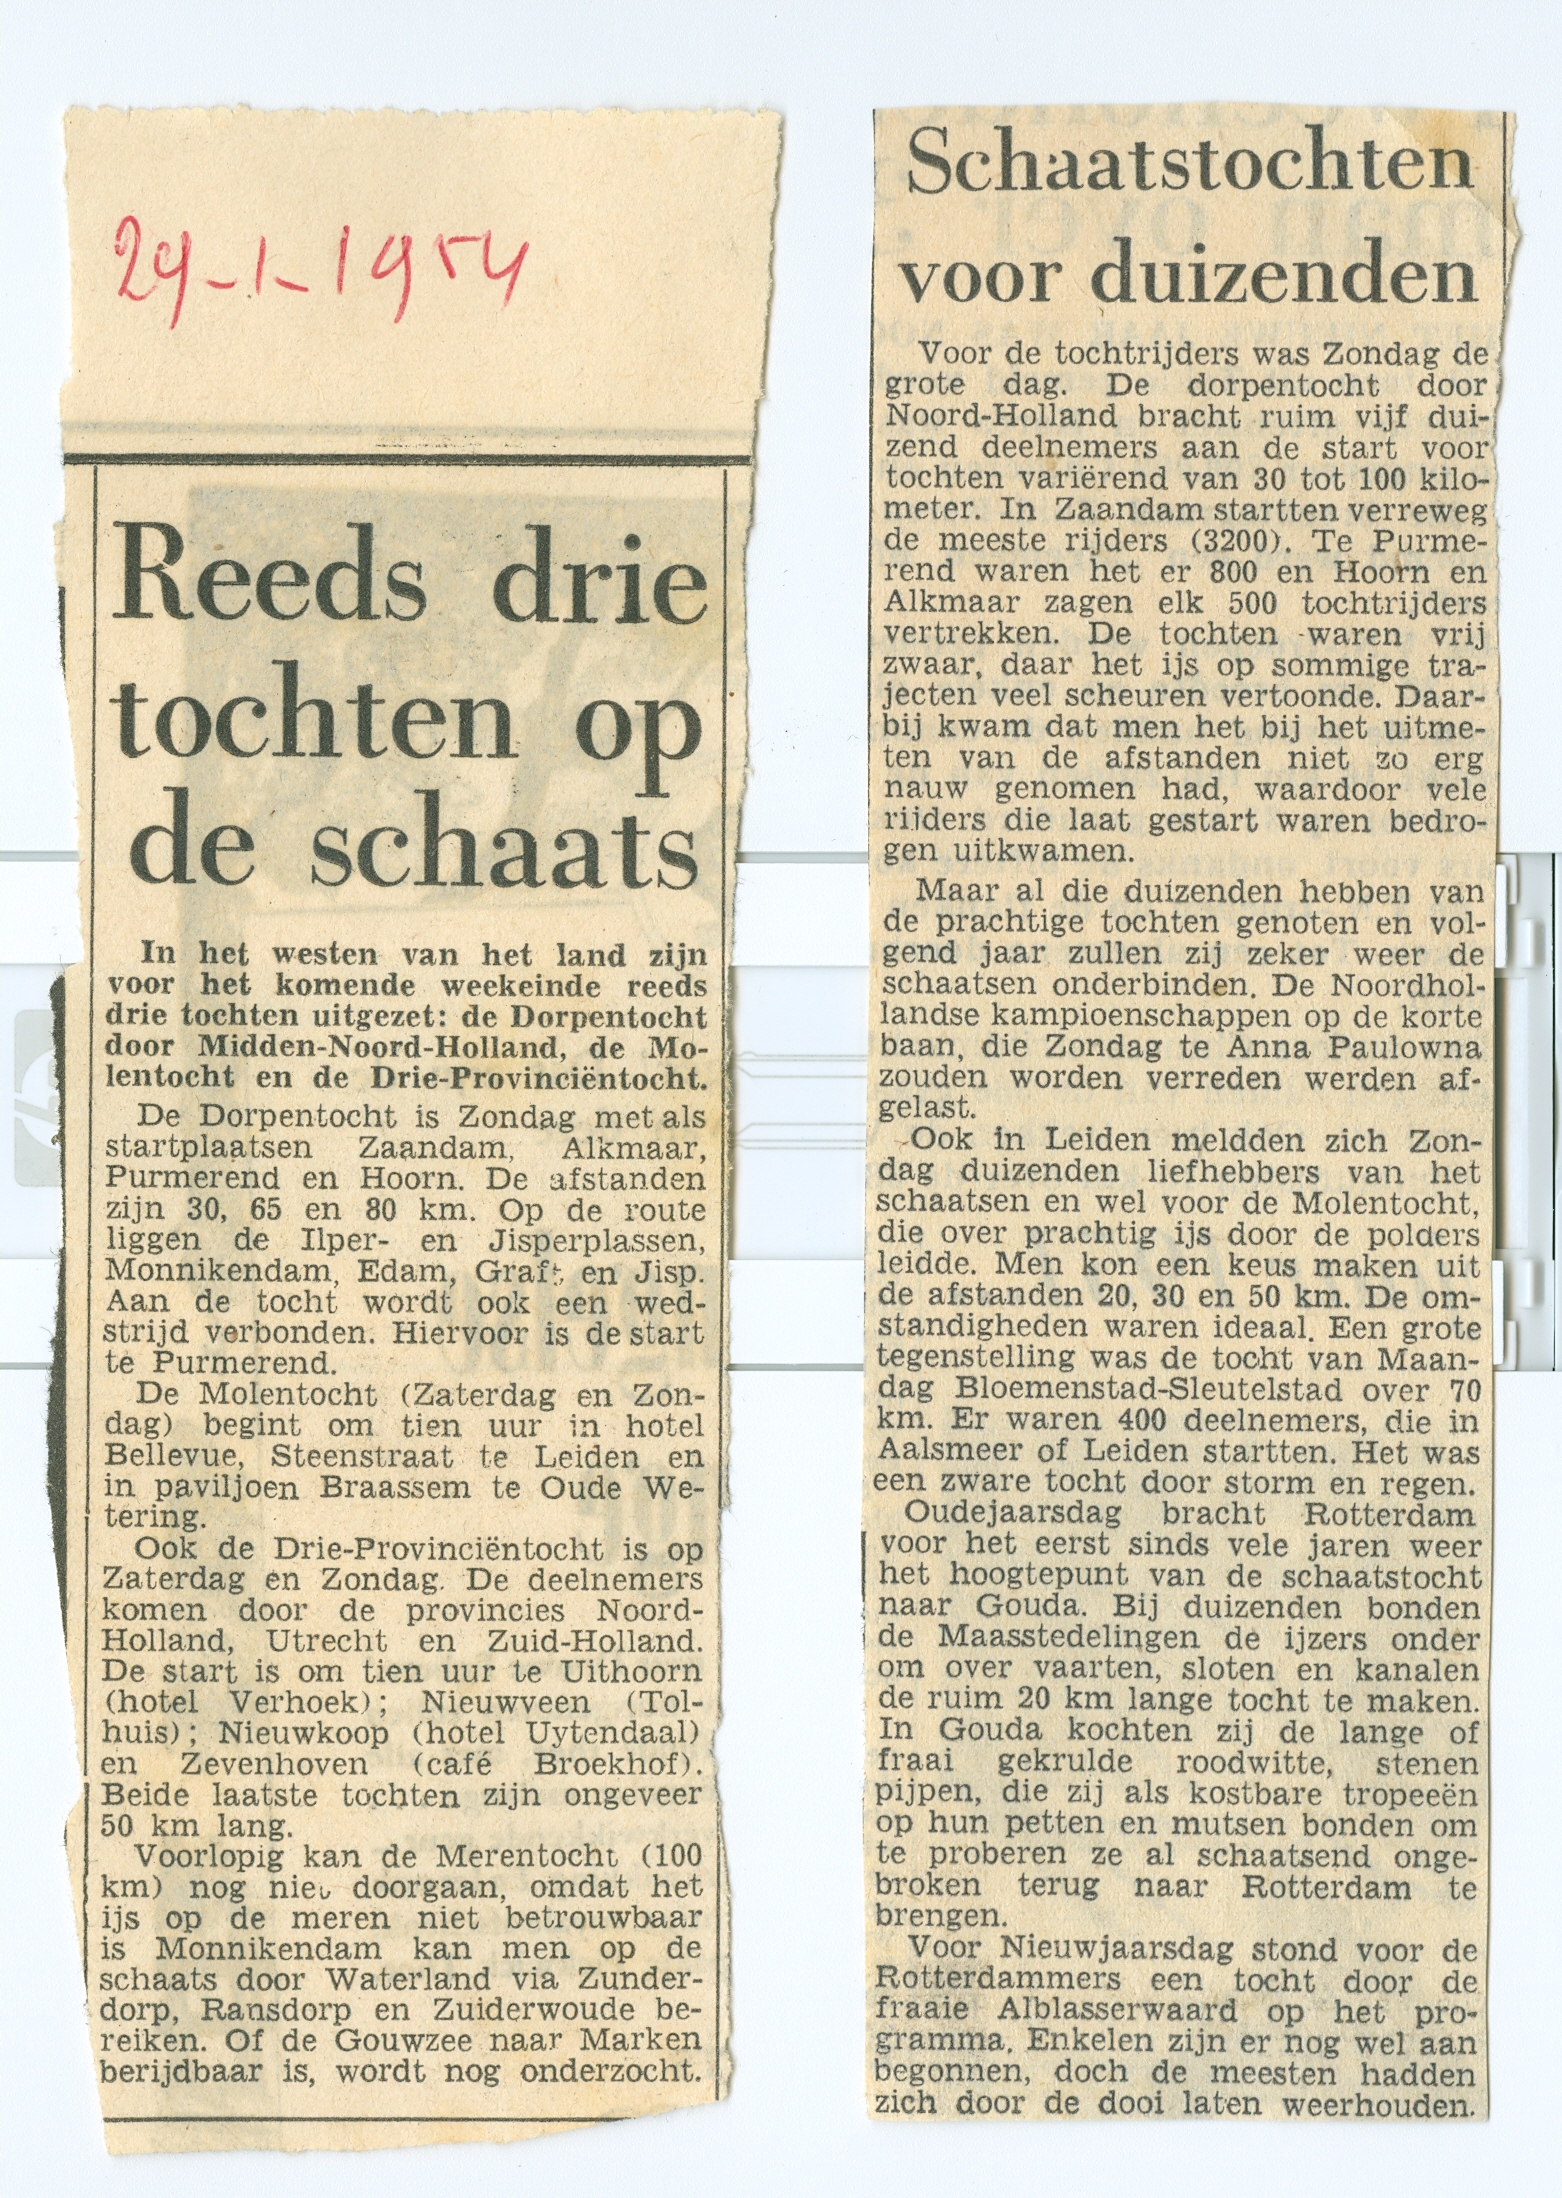 29-1-1954
Reeds drie
tochten op
de schaats
In het westen van het land zijn
voor het komende weekeinde reeds
drie tochten uitgezet: de Dorpentocht
door Midden-Noord-Holland, de Mo-
lentocht en de Drie-Provinciëntocht.
De Dorpentocht is Zondag met als
startplaatsen Zaandam, Alkmaar,
Purmerend en Hoorn. De afstanden
zijn 30, 65 en 80 km. Op de route
liggen de Ilper- en Jisperplassen,
Monnikendam, Edam, Graft en Jisp.
Aan de tocht wordt ook een wed-
strijd verbonden. Hiervoor is de start
te Purmerend.
De Molentocht (Zaterdag en Zon-
dag) begint om tien uur in hotel
Bellevue, Steenstraat te Leiden en
in paviljoen Braassem te Oude We-
tering.
Ook de Drie-Provinciëntocht is op
Zaterdag en Zondag. De deelnemers
komen door de provincies Noord-
Holland, Utrecht en Zuid-Holland.
De start is om tien uur te Uithoorn
(hotel Verhoek); Nieuwveen (Tol-
huis); Nieuwkoop (hotel Uytendaal)
en Zevenhoven (café Broekhof).
Beide laatste tochten zijn ongeveer
50 km lang.
Voorlopig kan de Merentocht (100
km) nog niet doorgaan, omdat het
ijs op de meren niet betrouwbaar
is Monnikendam kan men op de
schaats door Waterland via Zunder-
dorp, Ransdorp en Zuiderwoude be-
reiken. Of de Gouwzee naar Marken
berijdbaar is, wordt nog onderzocht.
Schaatstochten
voor duizenden
Voor de tochtrijders was Zondag de
grote dag. De dorpentocht door
Noord-Holland bracht ruim vijf dui-
zend deelnemers aan de start voor
tochten variërend van 30 tot 100 kilo-
meter. In Zaandam startten verreweg
de meeste rijders (3200). Te Purme-
rend waren het er 800 en Hoorn en
Alkmaar zagen elk 500 tochtrijders
vertrekken. De tochten waren vrij
zwaar, daar het ijs op sommige tra-
jecten veel scheuren vertoonde. Daar-
bij kwam dat men het bij het uitme-
ten van de afstanden niet zo erg
nauw genomen had, waardoor vele
rijders die laat gestart waren bedro-
gen uitkwamen.
Maar al die duizenden hebben van
de prachtige tochten genoten en vol-
gend jaar zullen zij zeker weer de
schaatsen onderbinden. De Noordhol-
landse kampioenschappen op de korte
baan, die Zondag te Anna Paulowna
zouden worden verreden werden af-
gelast.
Ook in Leiden meldden zich Zon-
dag duizenden liefhebbers van het
schaatsen en wel voor de Molentocht,
die over prachtig ijs door de polders
leidde. Men kon een keus maken uit
de afstanden 20, 30 en 50 km. De om-
standigheden waren ideaal. Een grote
tegenstelling was de tocht van Maan-
dag Bloemenstad-Sleutelstad over 70
km. Er waren 400 deelnemers, die in
Aalsmeer of Leiden startten. Het was
een zware tocht door storm en regen.
Oudejaarsdag bracht Rotterdam
voor het eerst sinds vele jaren weer
het hoogtepunt van de schaatstocht
naar Gouda. Bij duizenden bonden
de Maasstedelingen de ijzers onder
om over vaarten, sloten en kanalen
de ruim 20 km lange tocht te maken.
In Gouda kochten zij de lange of
fraai gekrulde roodwitte, stenen
pijpen, die zij als kostbare tropeeën
op hun petten en mutsen bonden om
te proberen ze al schaatsend onge-
broken terug naar Rotterdam te
brengen.
Voor Nieuwjaarsdag stond voor de
Rotterdammers een tocht door de
fraaie Alblasserwaard op het pro-
gramma. Enkelen zijn er nog wel aan
begonnen, doch de meesten hadden
zich door de dooi laten weerhouden.